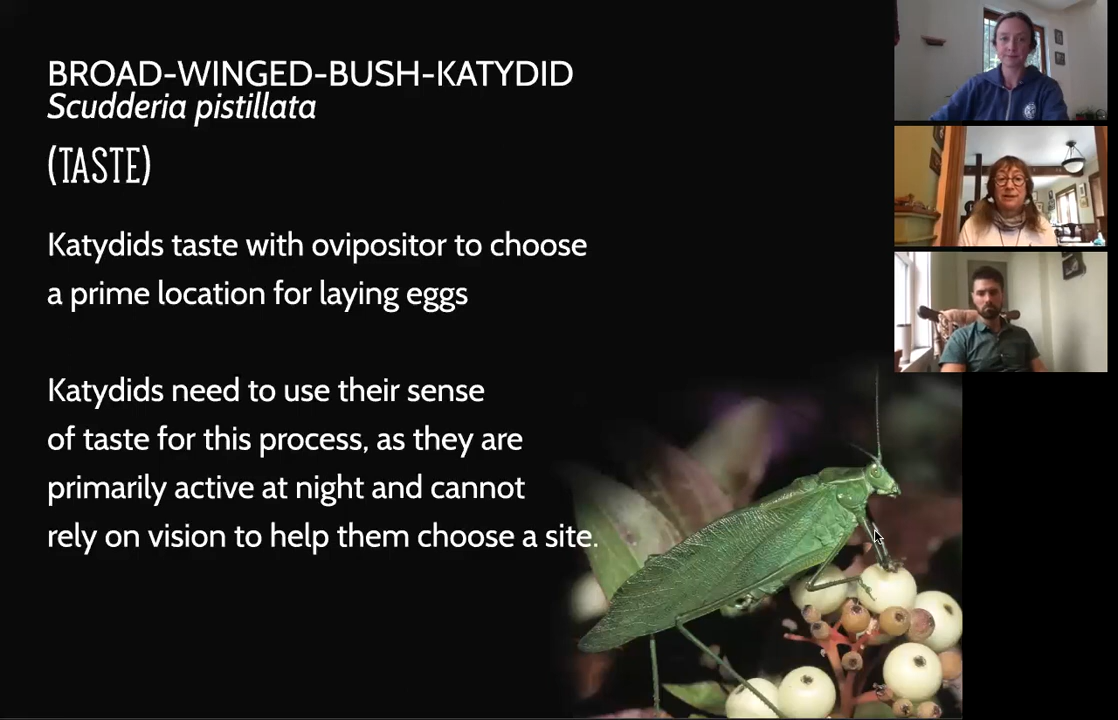 BROAD-WINGED-BUSH-KATYDID
Scudderia pistillata
(TASTE)
Katydids taste with ovipositor to choose
a prime location for laying eggs
Katydids need to use their sense
of taste for this process, as they are
primarily active at night and cannot
rely on vision to help them choose a site.